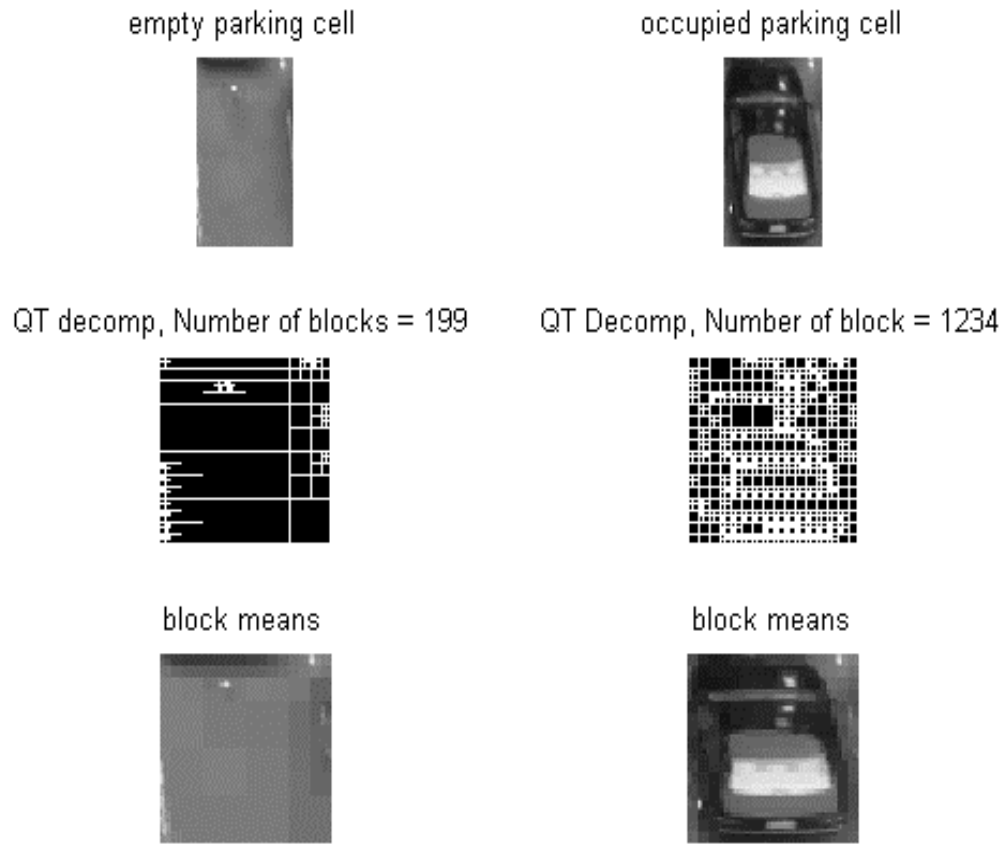 empty parking cell
occupied parking cell
QT decomp, Number of blocks = 199
QT Decomp, Number of block = 1234
block means
block means